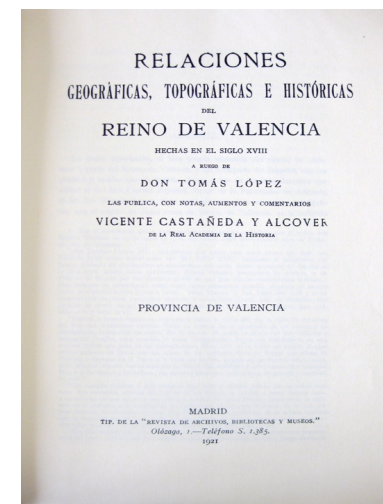 RELACIONES
GEOGRÁFICAS, TOPOGRÁFICAS E HISTÓRICAS
DEL
REINO DE VALENCIA
HECHAS EN EL SIGLO XVIII
A RUEGO DE
DON TOMÁS LÓPEZ
LAS PUBLICA, CON NOTAS, AUMENTOS Y COMENTARIOS
VICENTE CASTAÑEDA Y ALCOVER
DE LA REAL ACADEMIA DE LA HISTORIA
PROVINCIA DE VALENCIA
MADRID
TIP. DE LA "REVISTA DE ARCHIVOS, BIBLIOTECAS Y MUSEOS."
Olózaga, 1.—Teléfono S. 1.385.
1921